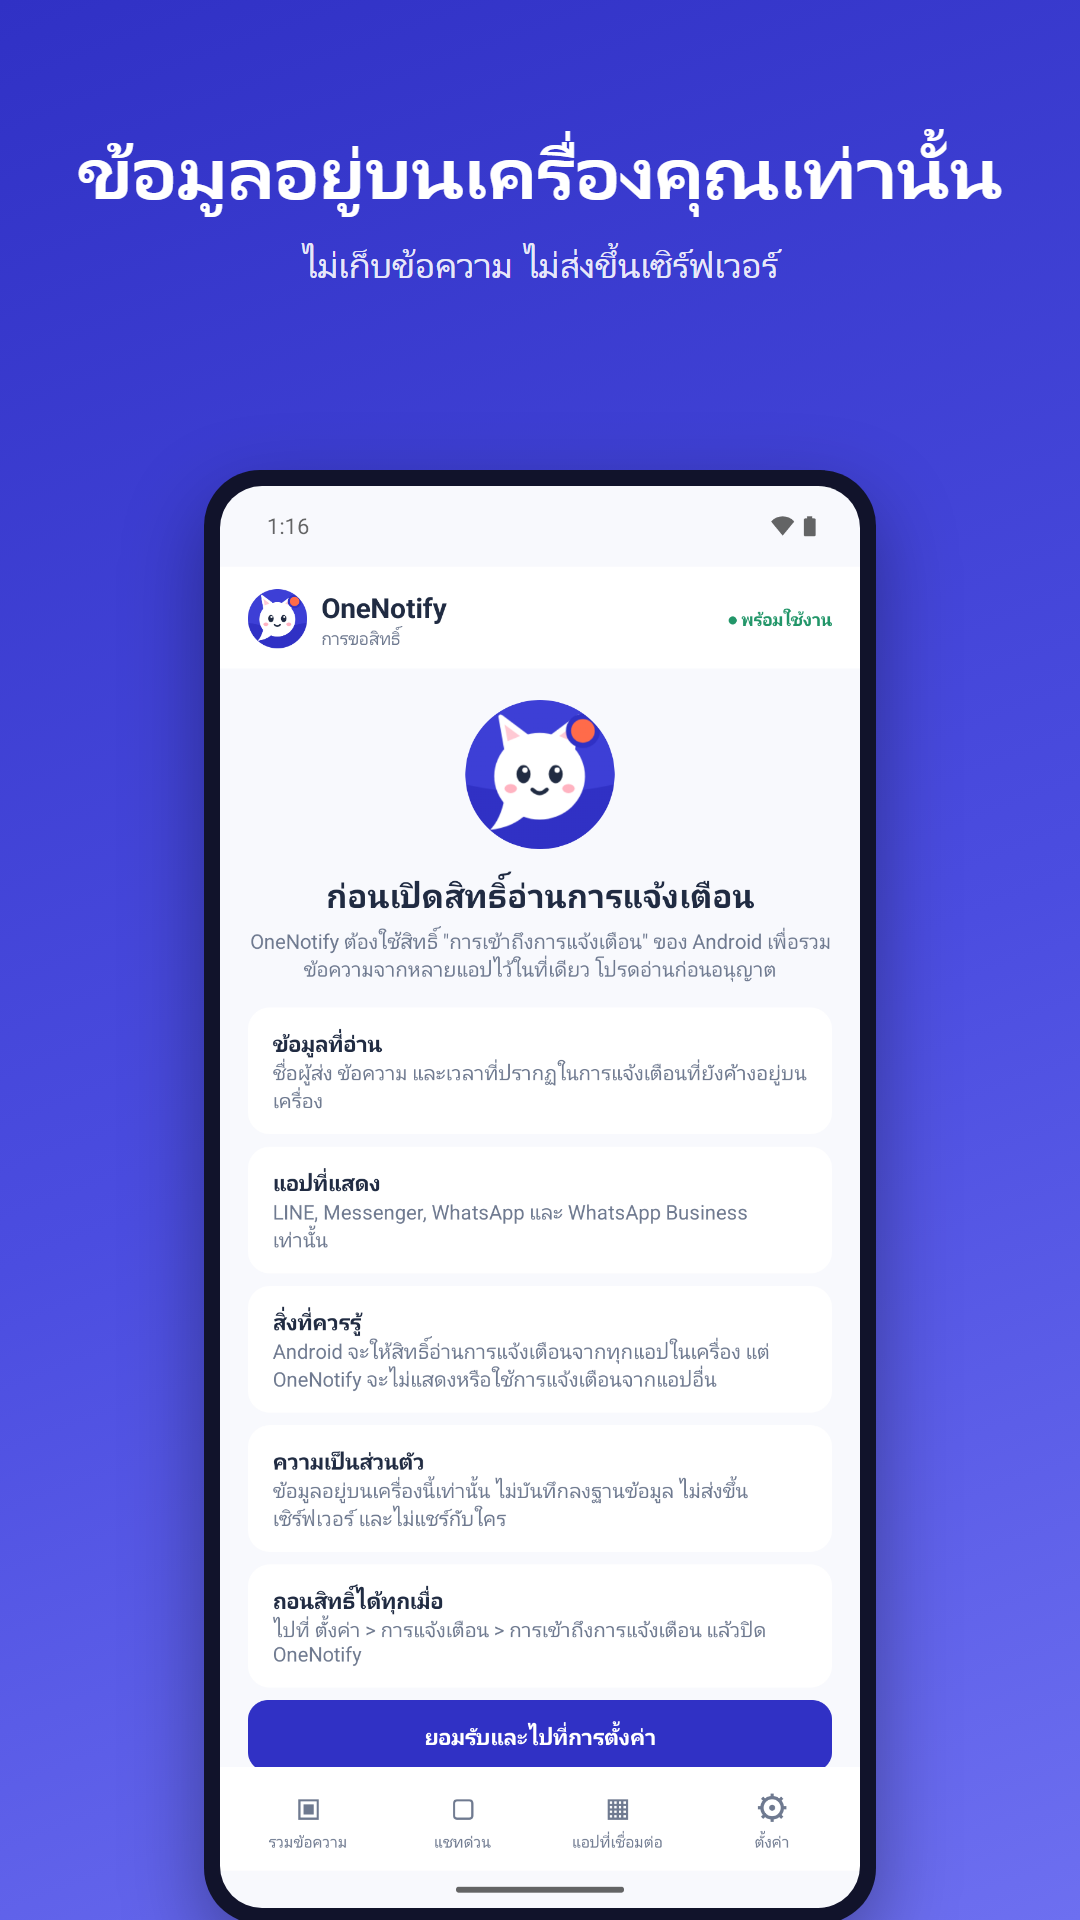 ข้อมูลอยู่บนเครื่องคุณเท่านั้น
ไม่เก็บข้อความ ไม่ส่งขึ้นเซิร์ฟเวอร์
1:16
OneNotify
การขอสิทธิ์
● พร้อมใช้งาน
ก่อนเปิดสิทธิ์อ่านการแจ้งเตือน
OneNotify ต้องใช้สิทธิ์ "การเข้าถึงการแจ้งเตือน" ของ Android เพื่อรวม
ข้อความจากหลายแอปไว้ในที่เดียว โปรดอ่านก่อนอนุญาต
ข้อมูลที่อ่าน
ชื่อผู้ส่ง ข้อความ และเวลาที่ปรากฏในการแจ้งเตือนที่ยังค้างอยู่บน
เครื่อง
แอปที่แสดง
LINE, Messenger, WhatsApp และ WhatsApp Business
เท่านั้น
สิ่งที่ควรรู้
Android จะให้สิทธิ์อ่านการแจ้งเตือนจากทุกแอปในเครื่อง แต่
OneNotify จะไม่แสดงหรือใช้การแจ้งเตือนจากแอปอื่น
ความเป็นส่วนตัว
ข้อมูลอยู่บนเครื่องนี้เท่านั้น ไม่บันทึกลงฐานข้อมูล ไม่ส่งขึ้น
เซิร์ฟเวอร์ และไม่แชร์กับใคร
ถอนสิทธิ์ได้ทุกเมื่อ
ไปที่ ตั้งค่า > การแจ้งเตือน > การเข้าถึงการแจ้งเตือน แล้วปิด
OneNotify
ยอมรับและไปที่การตั้งค่า
รวมข้อความ
แชทด่วน
แอปที่เชื่อมต่อ
ตั้งค่า